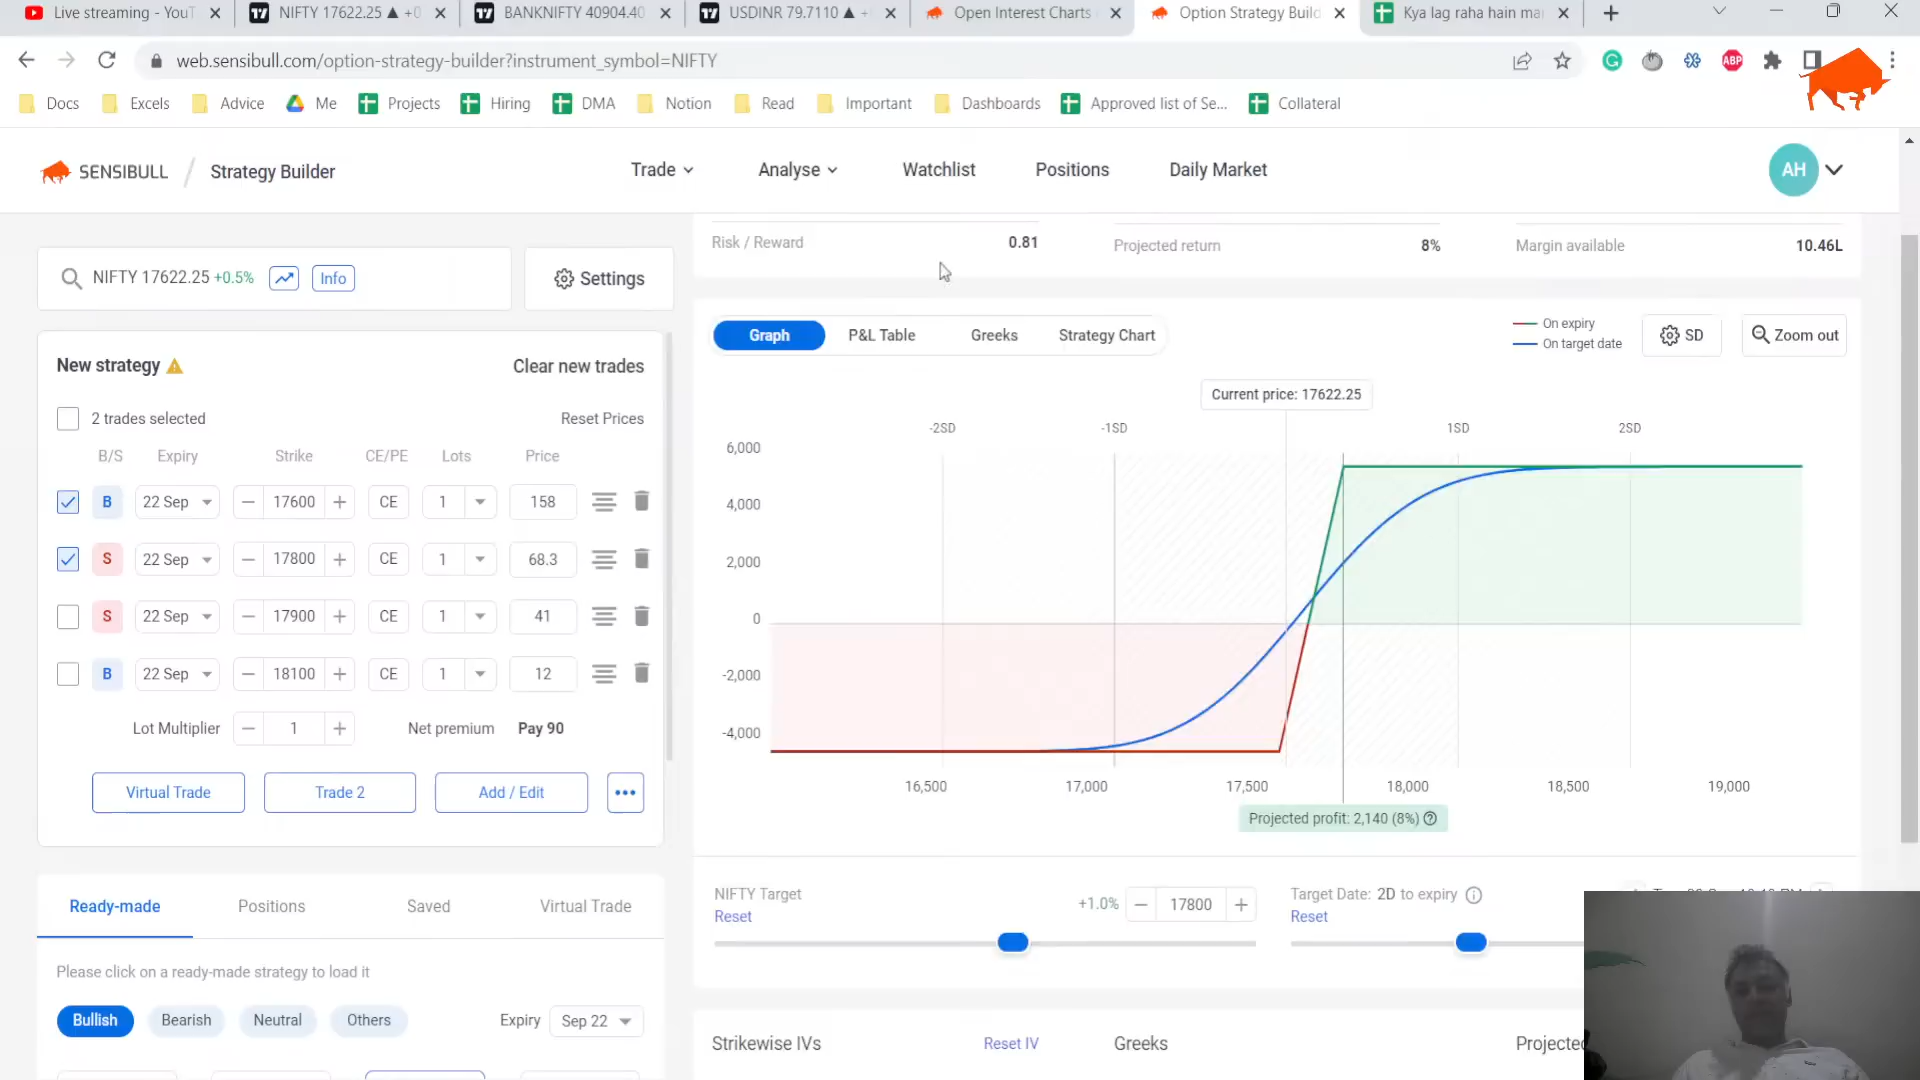 Live streaming - YouT
NIFTY 17622.25 ▲ +0
BANKNIFTY 40904.40
USDINR 79.7110 ▲ +
Open Interest Charts
Option Strategy Build
Kya lag raha hain ma
web.sensibull.com/option-strategy-builder?instrument_symbol=NIFTY
ABP
Docs
Excels
Advice
Me
Projects
Hiring
DMA
Notion
Read
Important
Dashboards
Approved list of Se...
Collateral
SENSIBULL / Strategy Builder
Trade
Analyse
Watchlist
Positions
Daily Market
AH
NIFTY 17622.25 +0.5%
Info
Settings
Risk / Reward 0.81
Projected return 8%
Margin available 10.46L
New strategy
Clear new trades
2 trades selected
Reset Prices
B/S Expiry Strike CE/PE Lots Price
B 22 Sep 17600 CE 1 158
S 22 Sep 17800 CE 1 68.3
S 22 Sep 17900 CE 1 41
B 22 Sep 18100 CE 1 12
Lot Multiplier 1 Net premium Pay 90
Virtual Trade
Trade 2
Add / Edit
Graph
P&L Table
Greeks
Strategy Chart
On expiry
On target date
SD
Zoom out
Current price: 17622.25
-2SD -1SD 1SD 2SD
6,000
4,000
2,000
0
-2,000
-4,000
16,500 17,000 17,500 18,000 18,500 19,000
Projected profit: 2,140 (8%)
NIFTY Target
Reset
+1.0% 17800
Target Date: 2D to expiry
Reset
Ready-made
Positions
Saved
Virtual Trade
Please click on a ready-made strategy to load it
Bullish
Bearish
Neutral
Others
Expiry Sep 22
Strikewise IVs
Reset IV
Greeks
Projected